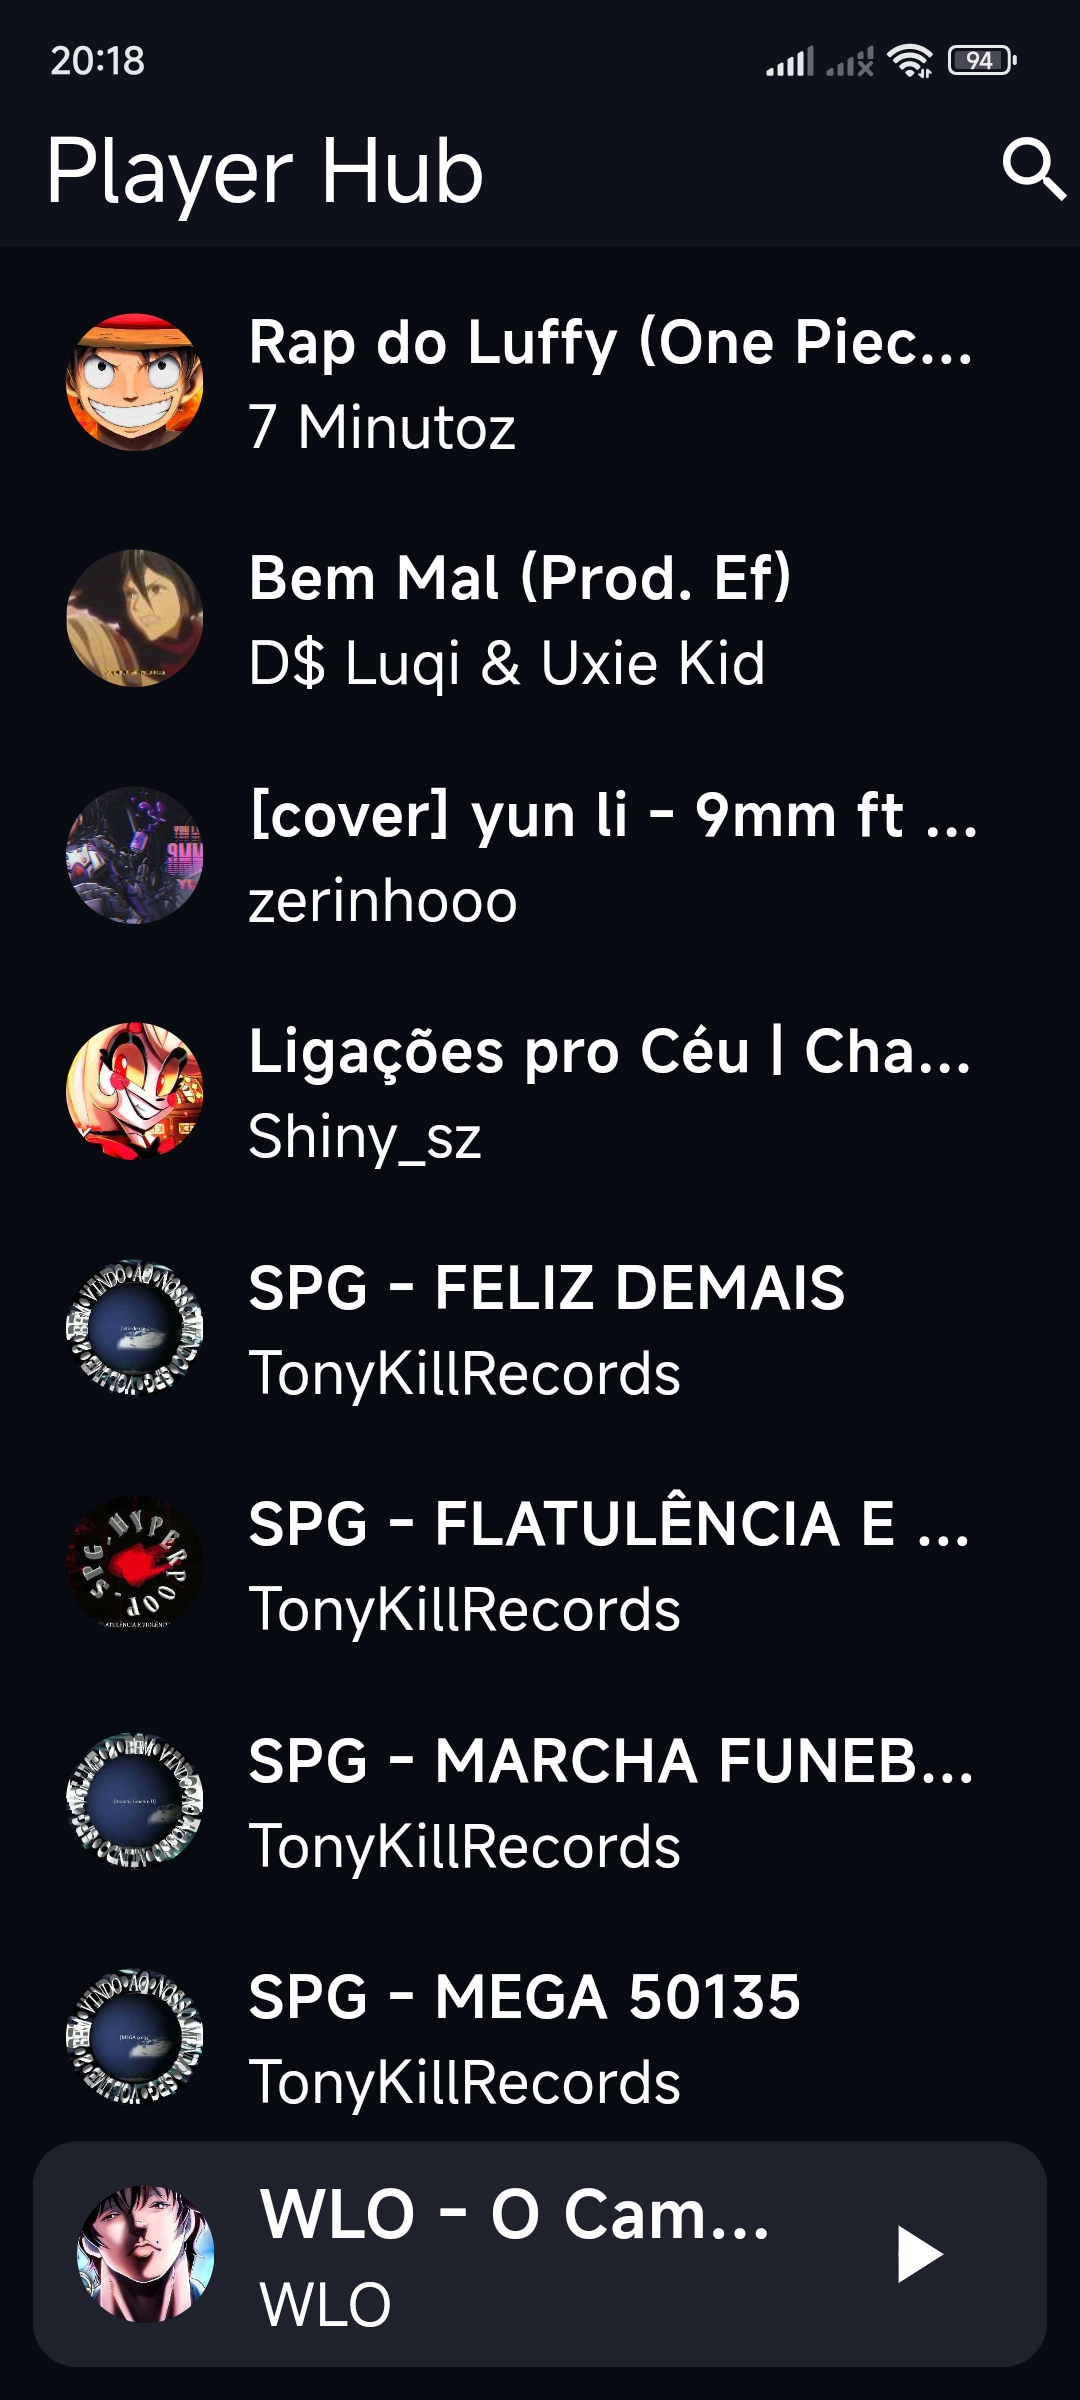 20:18
94
Player Hub
Rap do Luffy (One Piec...
7 Minutoz
Bem Mal (Prod. Ef)
D$ Luqi & Uxie Kid
[cover] yun li - 9mm ft ...
zerinhooo
Ligações pro Céu | Cha...
Shiny_sz
SPG - FELIZ DEMAIS
TonyKillRecords
SPG - FLATULÊNCIA E ...
TonyKillRecords
SPG - MARCHA FUNEB...
TonyKillRecords
SPG - MEGA 50135
TonyKillRecords
WLO - O Cam...
WLO